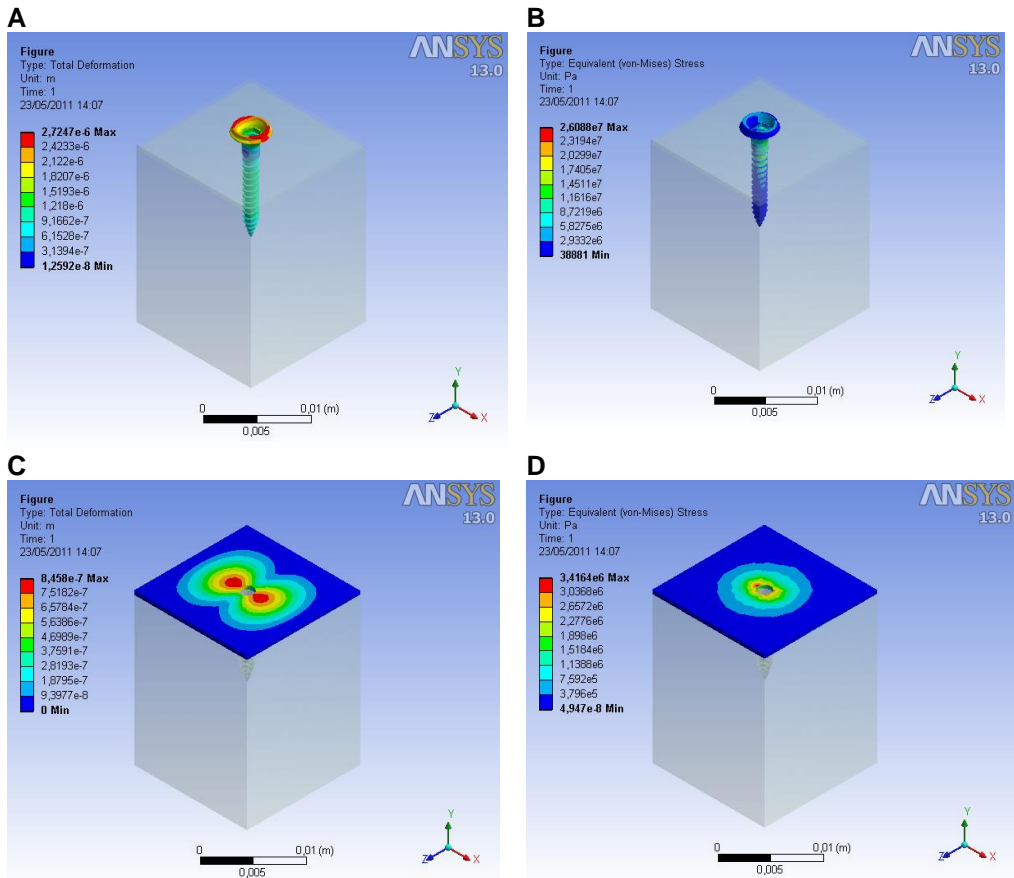 A
Figure
Type: Total Deformation
Unit: m
Time: 1
23/05/2011 14:07
ANSYS
13.0
2,7247e-6 Max
2,4233e-6
2,122e-6
1,8207e-6
1,5193e-6
1,218e-6
9,1662e-7
6,1528e-7
3,1394e-7
1,2592e-8 Min
0
0,01 (m)
0,005
Y
Z
X
B
Figure
Type: Equivalent (von-Mises) Stress
Unit: Pa
Time: 1
23/05/2011 14:07
ANSYS
13.0
2,6088e7 Max
2,3194e7
2,0299e7
1,7405e7
1,4511e7
1,1616e7
8,7219e6
5,8275e6
2,9332e6
38881 Min
0
0,01 (m)
0,005
Y
Z
X
C
Figure
Type: Total Deformation
Unit: m
Time: 1
23/05/2011 14:07
ANSYS
13.0
8,458e-7 Max
7,5182e-7
6,5784e-7
5,6386e-7
4,6989e-7
3,7591e-7
2,8193e-7
1,8795e-7
9,3977e-8
0 Min
0
0,01 (m)
0,005
Y
Z
X
D
Figure
Type: Equivalent (von-Mises) Stress
Unit: Pa
Time: 1
23/05/2011 14:07
ANSYS
13.0
3,4164e6 Max
3,0368e6
2,6572e6
2,2776e6
1,898e6
1,5184e6
1,1388e6
7,592e5
3,796e5
4,947e-8 Min
0
0,01 (m)
0,005
Y
Z
X